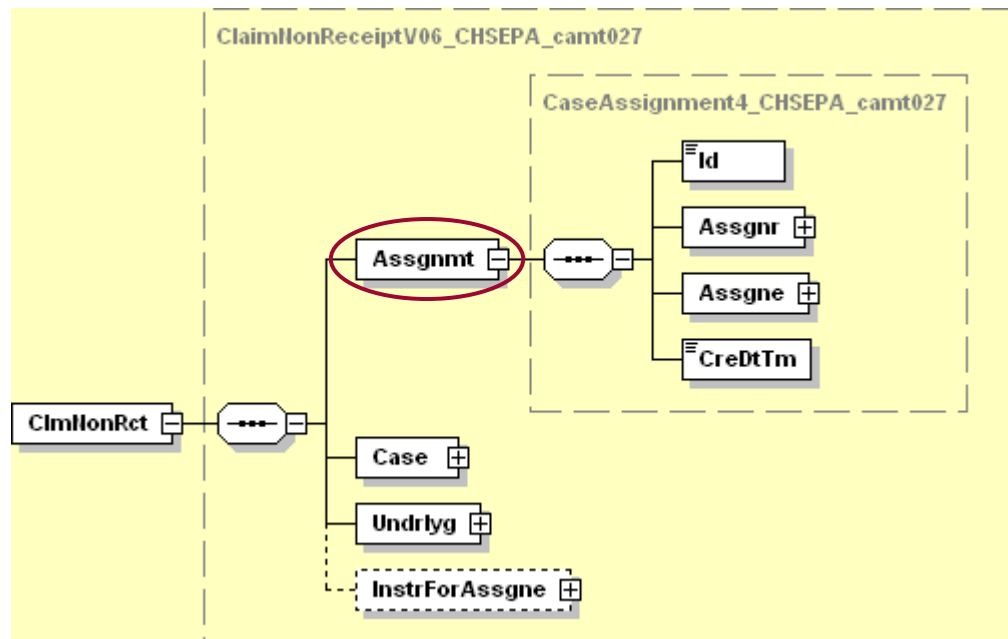 ClaimNonReceiptV06_CHSEPA_camt027
CaseAssignment4_CHSEPA_camt027
Id
Assgnr
Assgnmt
Assgne
CreDtTm
ClmNonRct
Case
Undrlyg
InstrForAssgne